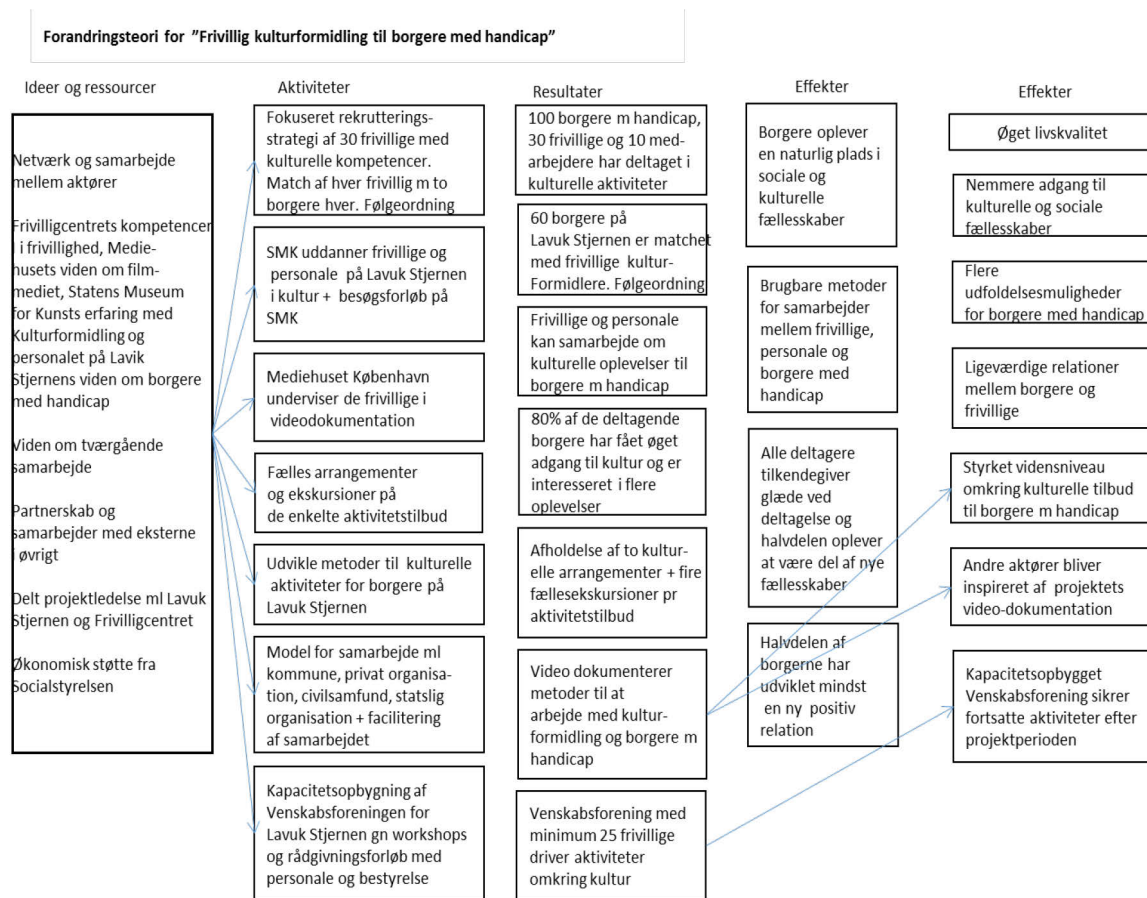 Forandringsteori for ”Frivillig kulturformidling til borgere med handicap”
Ideer og ressourcer
Netværk og samarbejde
mellem aktører
Frivilligcentrets kompetencer
i frivillighed, Medie-
husets viden om film-
mediet, Statens Museum
for Kunsts erfaring med
Kulturformidling og
personalet på Lavik
Stjernens viden om borgere
med handicap
Viden om tværgående
samarbejde
Partnerskab og
samarbejder med eksterne
i øvrigt
Delt projektledelse ml Lavuk
Stjernen og Frivilligcentret
Økonomisk støtte fra
Socialstyrelsen
Aktiviteter
Fokuseret rekrutterings-
strategi af 30 frivillige med
kulturelle kompetencer.
Match af hver frivillig m to
borgere hver. Følgeordning
SMK uddanner frivillige og
personale på Lavuk Stjernen
i kultur + besøgsforløb på
SMK
Mediehuset København
underviser de frivillige i
videodokumentation
Fælles arrangementer
og ekskursioner på
de enkelte aktivitetstilbud
Udvikle metoder til kulturelle
aktiviteter for borgere på
Lavuk Stjernen
Model for samarbejde ml
kommune, privat organisa-
tion, civilsamfund, statslig
organisation + facilitering
af samarbejdet
Kapacitetsopbygning af
Venskabsforeningen for
Lavuk Stjernen gn workshops
og rådgivningsforløb med
personale og bestyrelse
Resultater
100 borgere m handicap,
30 frivillige og 10 med-
arbejdere har deltaget i
kulturelle aktiviteter
60 borgere på
Lavuk Stjernen er matchet
med frivillige kultur-
Formidlere. Følgeordning
Frivillige og personale
kan samarbejde om
kulturelle oplevelser til
borgere m handicap
80% af de deltagende
borgere har fået øget
adgang til kultur og er
interesseret i flere
oplevelser
Afholdelse af to kultur-
elle arrangementer + fire
fællesekskursioner pr
aktivitetstilbud
Video dokumenterer
metoder til at
arbejde med kultur-
formidling og borgere m
handicap
Venskabsforening med
minimum 25 frivillige
driver aktiviteter
omkring kultur
Effekter
Borgere oplever
en naturlig plads i
sociale og
kulturelle
fællesskaber
Brugbare metoder
for samarbejder
mellem frivillige,
personale og
borgere med
handicap
Alle deltagere
tilkendegiver
glæde ved
deltagelse og
halvdelen oplever
at være del af nye
fællesskaber
Halvdelen af
borgerne har
udviklet mindst
en ny positiv
relation
Effekter
Øget livskvalitet
Nemmere adgang til
kulturelle og sociale
fællesskaber
Flere
udfoldelsesmuligheder
for borgere med handicap
Ligeværdige relationer
mellem borgere og
frivillige
Styrket vidensniveau
omkring kulturelle tilbud
til borgere m handicap
Andre aktører bliver
inspireret af projektets
video-dokumentation
Kapacitetsopbygget
Venskabsforening sikrer
fortsatte aktiviteter efter
projektperioden